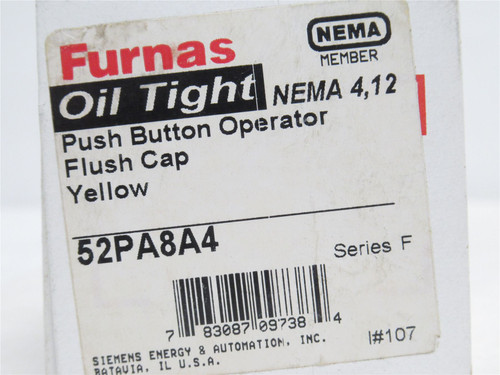 Furnas
NEMA
MEMBER
Oil Tight NEMA 4,12
Push Button Operator
Flush Cap
Yellow
52PA8A4
Series F
7 83087 09738 4
I#107
SIEMENS ENERGY & AUTOMATION, INC.
BATAVIA, IL U.S.A.